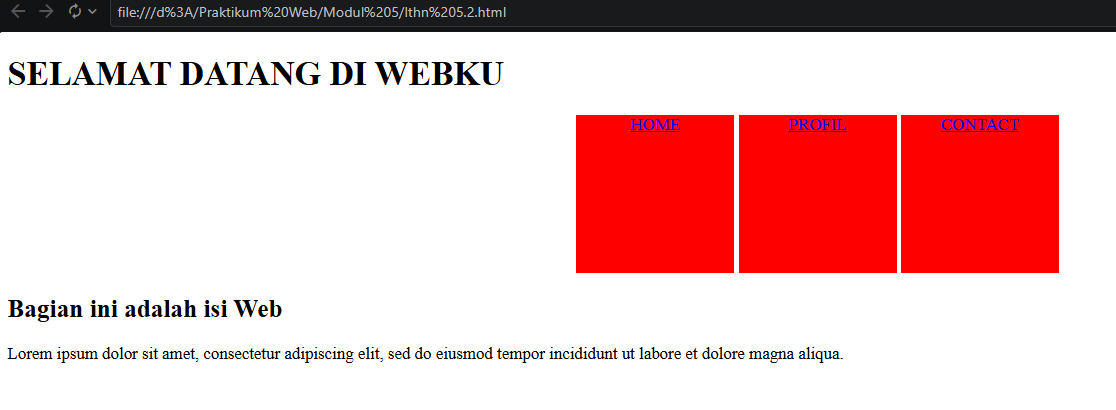 file:///d%3A/Praktikum%20Web/Modul%205/lthn%205.2.html
SELAMAT DATANG DI WEBKU
HOME PROFIL CONTACT
Bagian ini adalah isi Web
Lorem ipsum dolor sit amet, consectetur adipiscing elit, sed do eiusmod tempor incididunt ut labore et dolore magna aliqua.